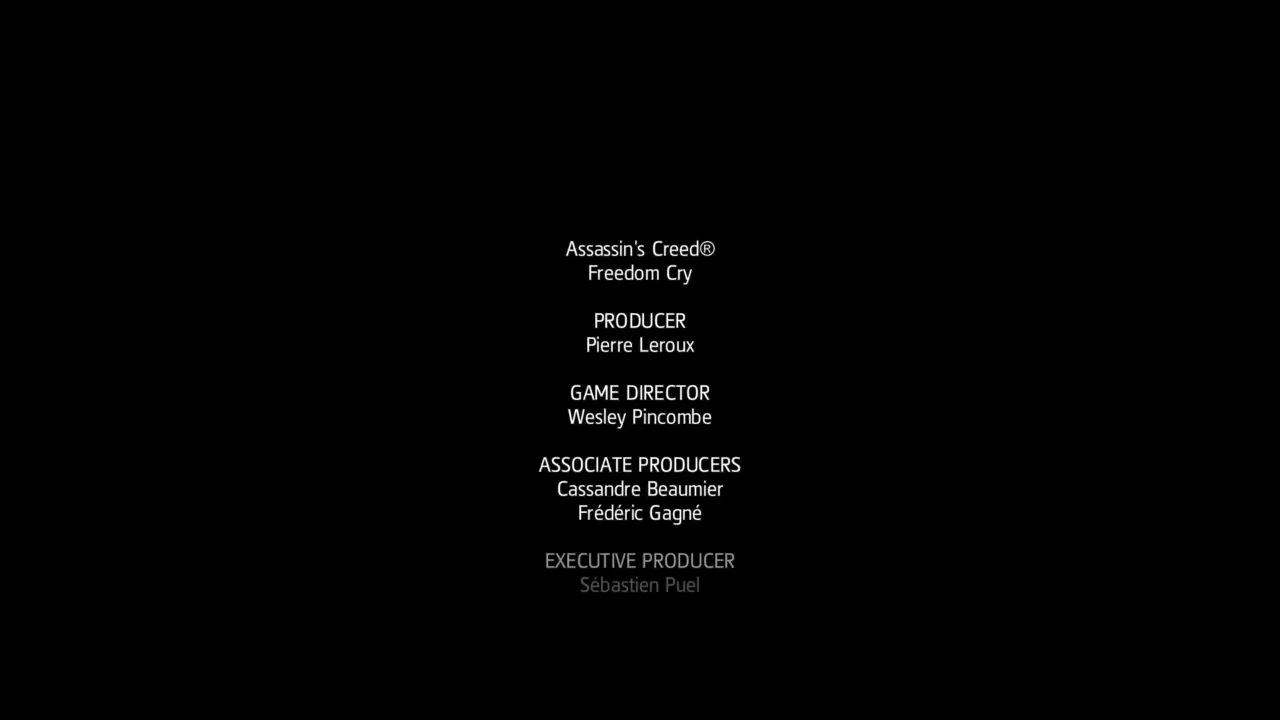 Assassin's Creed®
Freedom Cry
PRODUCER
Pierre Leroux
GAME DIRECTOR
Wesley Pincombe
ASSOCIATE PRODUCERS
Cassandre Beaumier
Frédéric Gagné
EXECUTIVE PRODUCER
Sébastien Puel